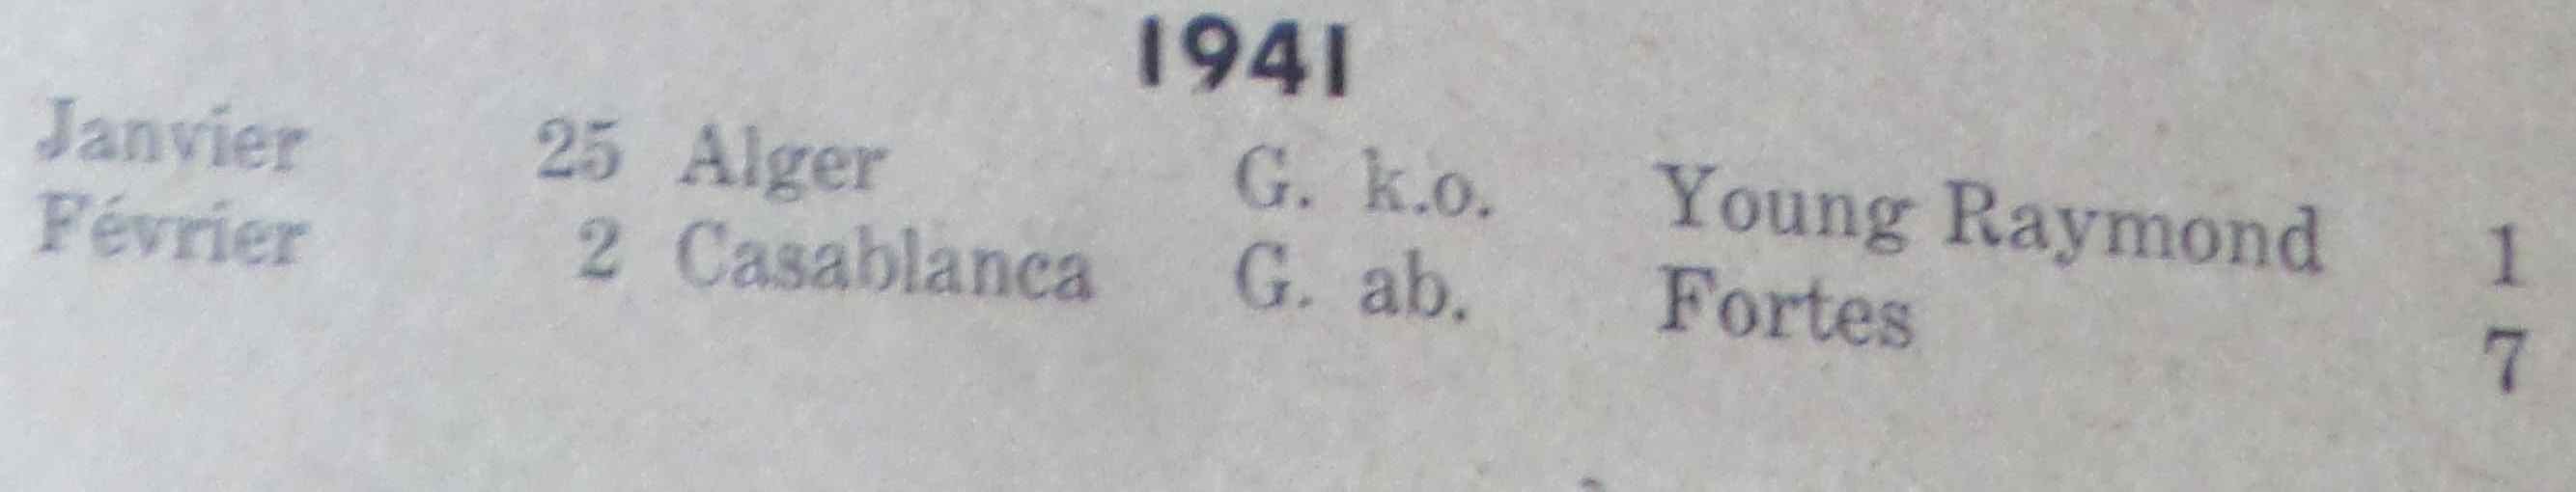 1941
Janvier 25 Alger G. k.o. Young Raymond 1
Février 2 Casablanca G. ab. Fortes 7